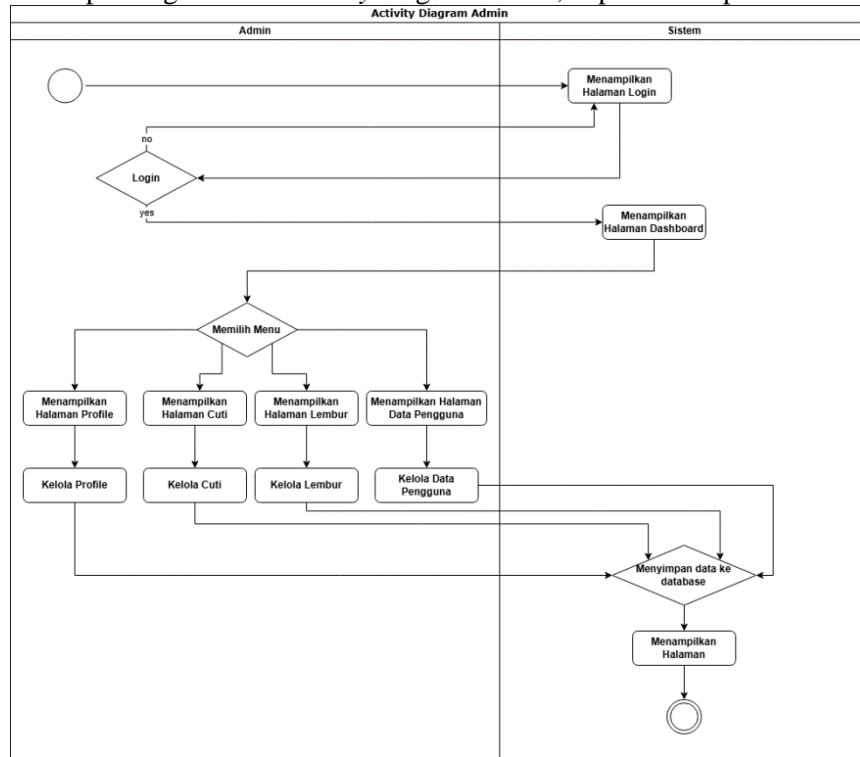 Activity Diagram Admin
Admin
Sistem
Menampilkan
Halaman Login
no
Login
yes
Menampilkan
Halaman Dashboard
Memilih Menu
Menampilkan
Halaman Profile
Menampilkan
Halaman Cuti
Menampilkan
Halaman Lembur
Menampilkan Halaman
Data Pengguna
Kelola Profile
Kelola Cuti
Kelola Lembur
Kelola Data
Pengguna
Menyimpan data ke
database
Menampilkan
Halaman